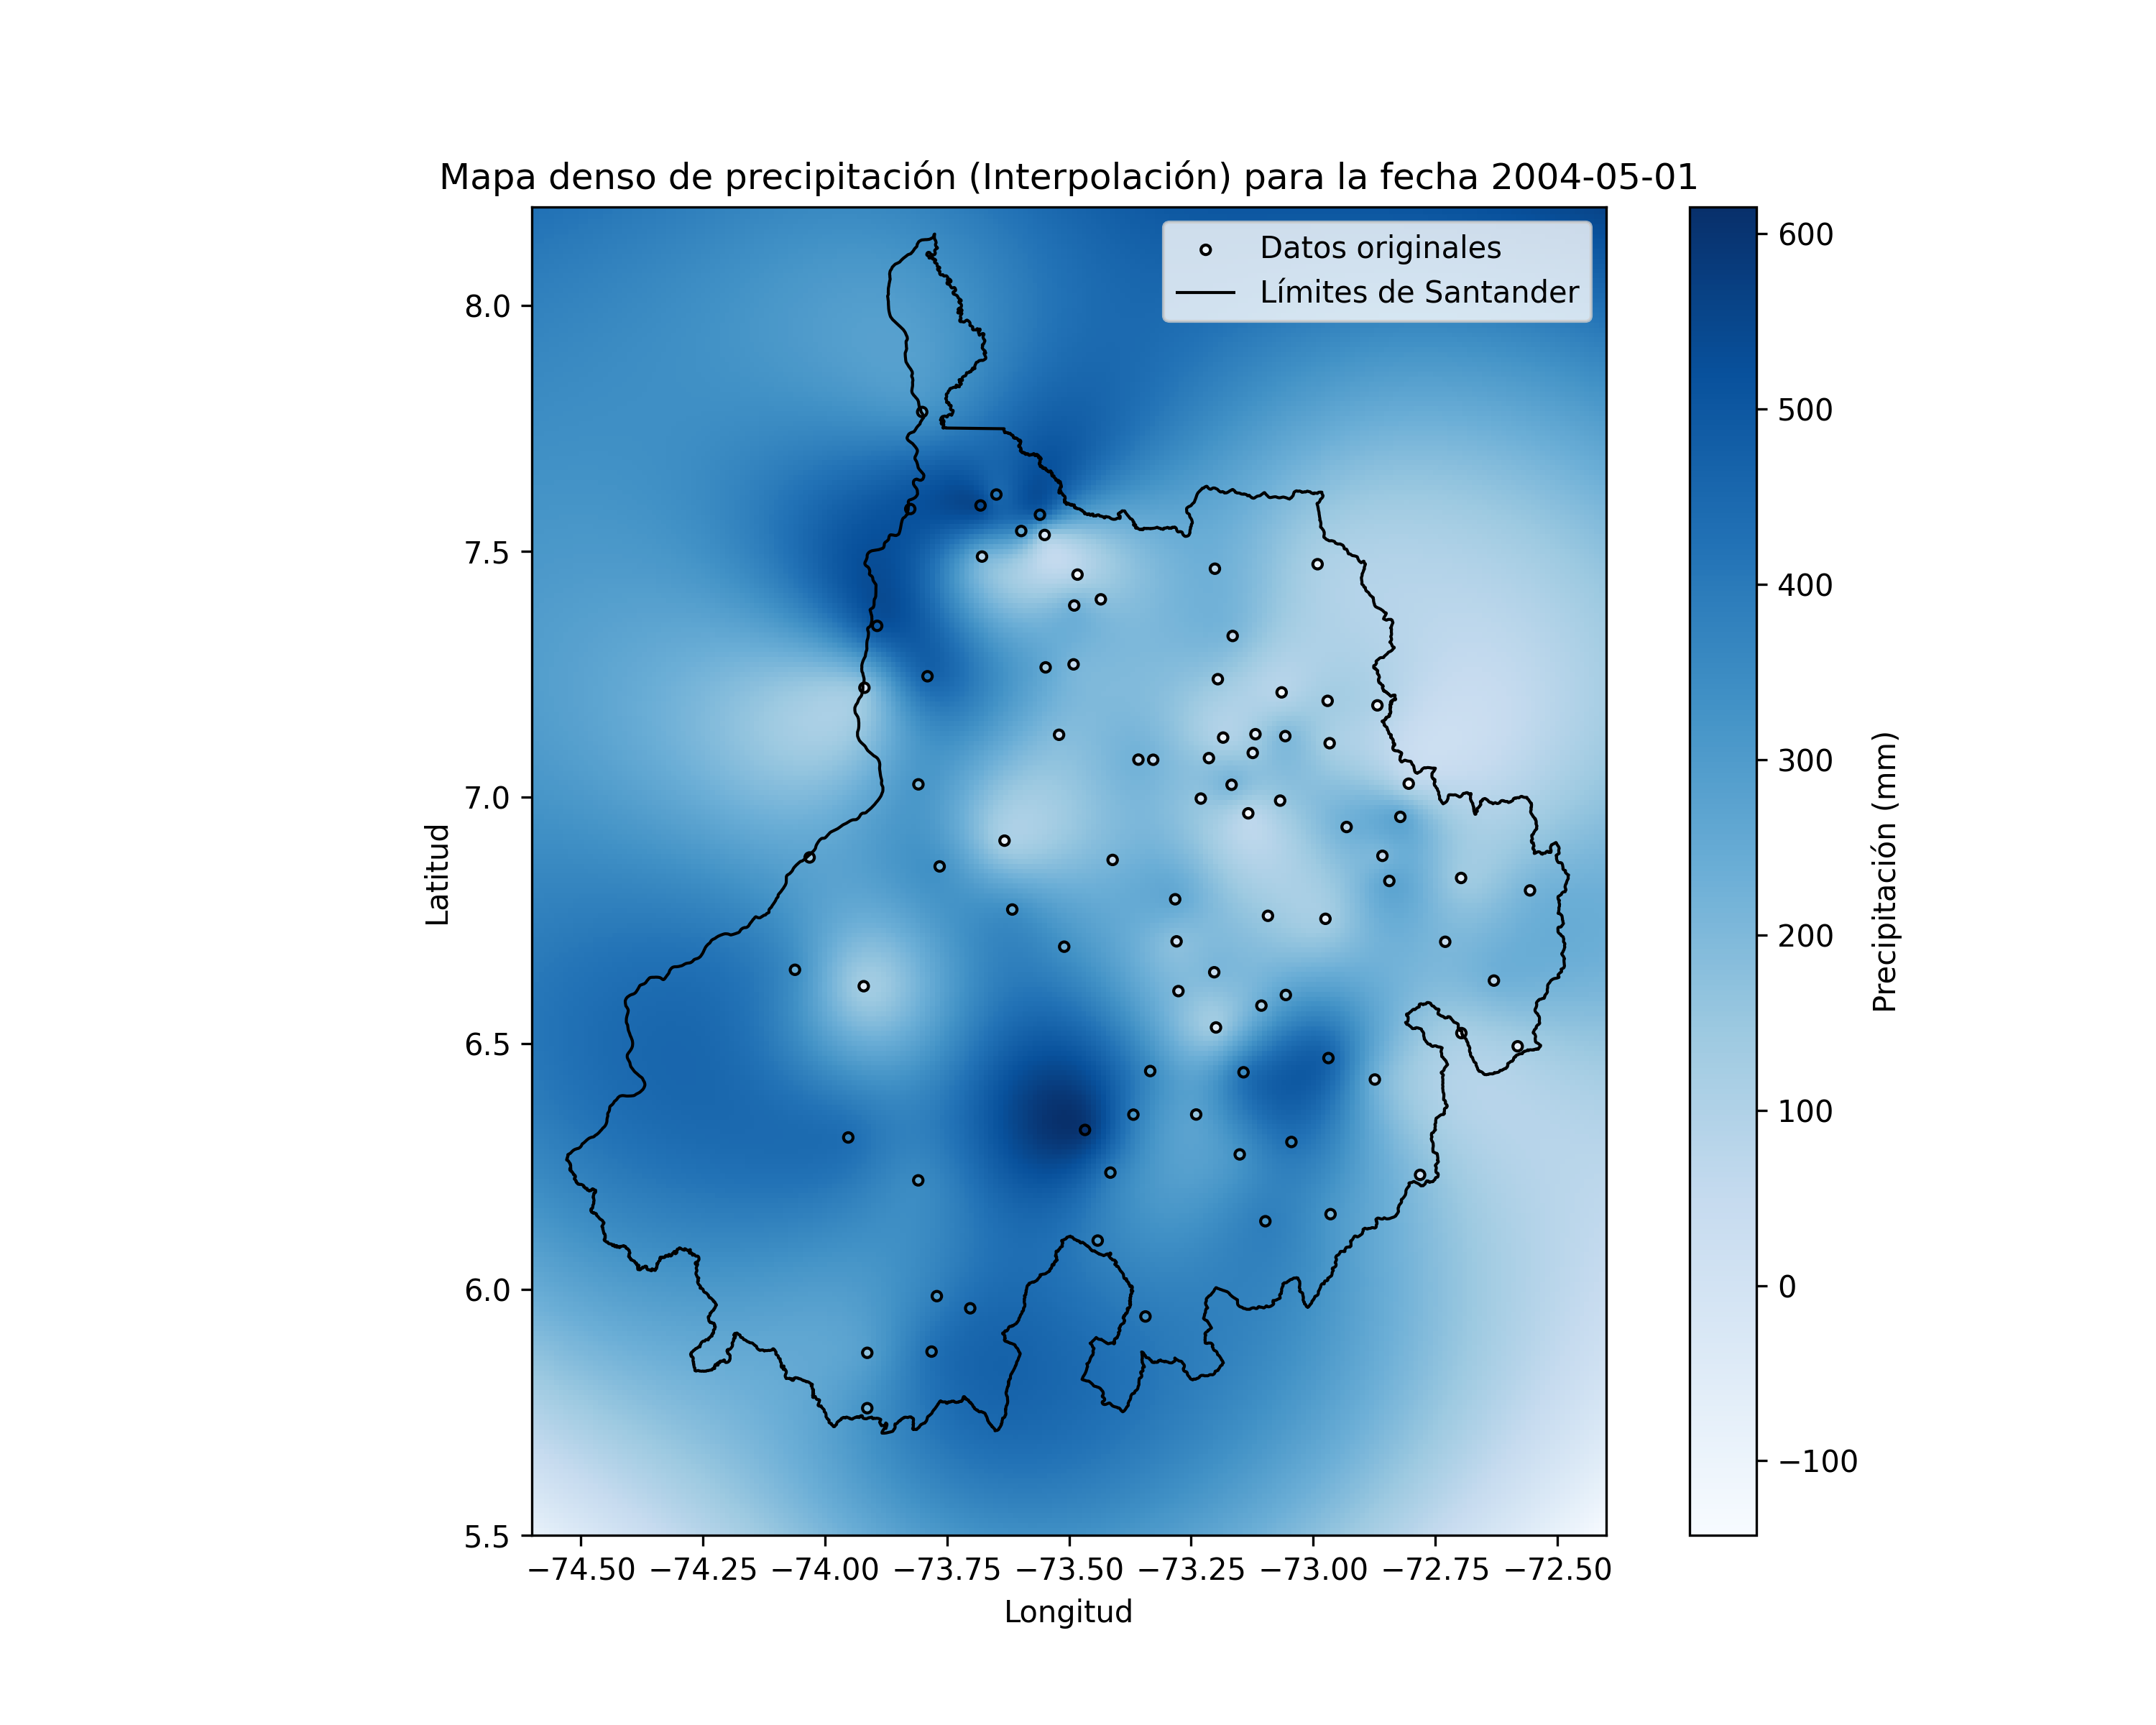 Mapa denso de precipitación (Interpolación) para la fecha 2004-05-01
Datos originales
Límites de Santander
8.0
7.5
7.0
6.5
6.0
5.5
Latitud
−74.50 −74.25 −74.00 −73.75 −73.50 −73.25 −73.00 −72.75 −72.50
Longitud
600
500
400
300
200
100
0
−100
Precipitación (mm)